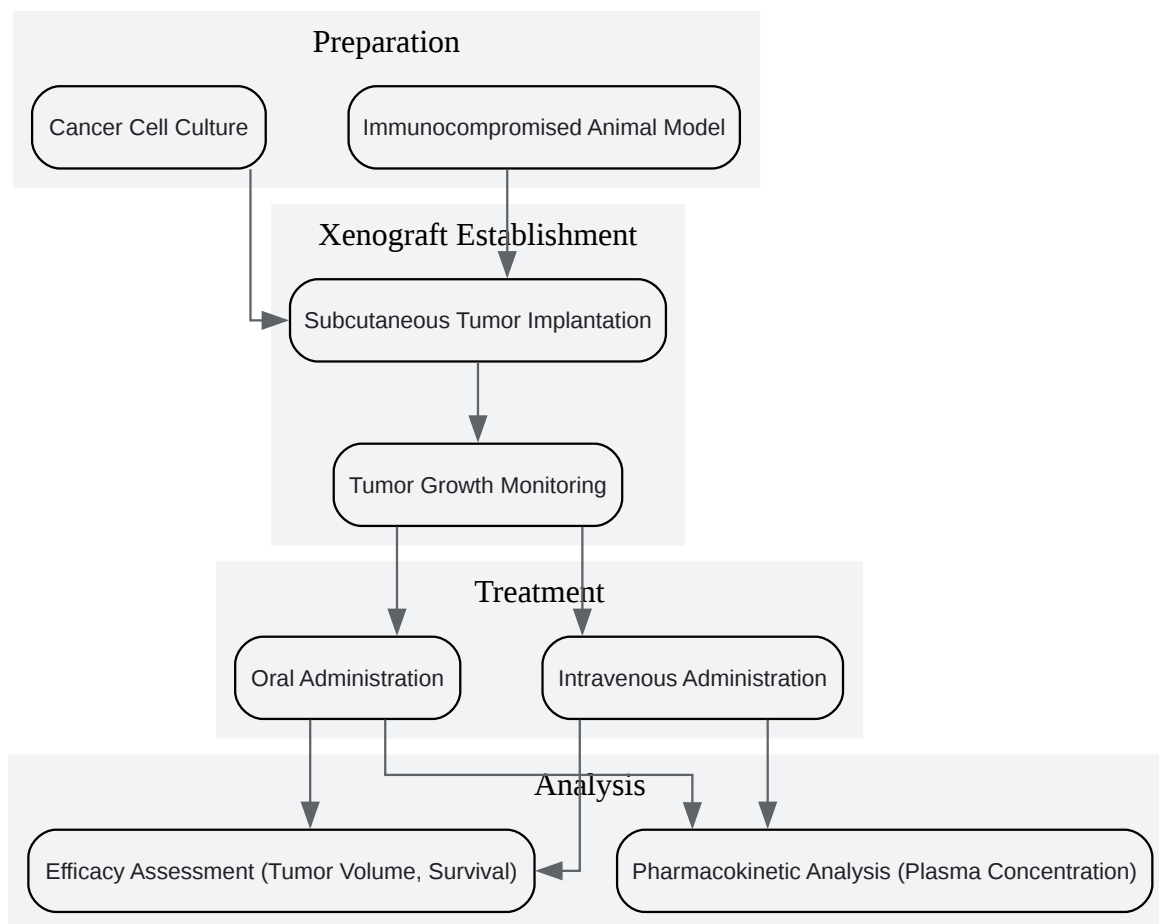 Preparation
Cancer Cell Culture
Immunocompromised Animal Model
Xenograft Establishment
Subcutaneous Tumor Implantation
Tumor Growth Monitoring
Treatment
Oral Administration
Intravenous Administration
Analysis
Efficacy Assessment (Tumor Volume, Survival)
Pharmacokinetic Analysis (Plasma Concentration)